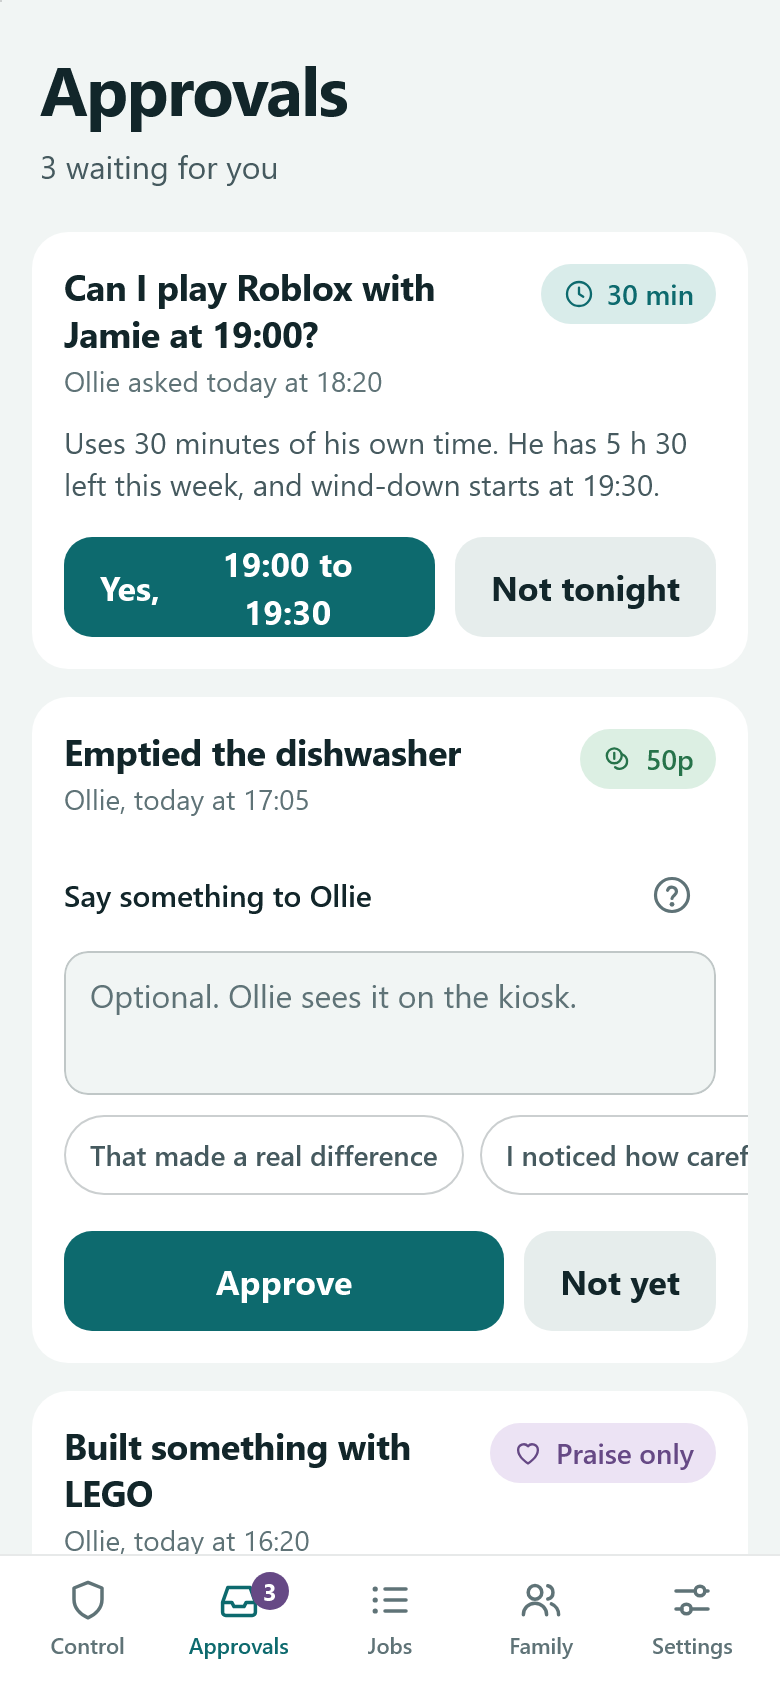 Approvals
3 waiting for you
Can I play Roblox with
Jamie at 19:00?
30 min
Ollie asked today at 18:20
Uses 30 minutes of his own time. He has 5 h 30
left this week, and wind-down starts at 19:30.
Yes, 19:00 to
19:30
Not tonight
Emptied the dishwasher
50p
Ollie, today at 17:05
Say something to Ollie
Optional. Ollie sees it on the kiosk.
That made a real difference
I noticed how caref
Approve
Not yet
Built something with
LEGO
Praise only
Ollie, today at 16:20
3
Control
Approvals
Jobs
Family
Settings